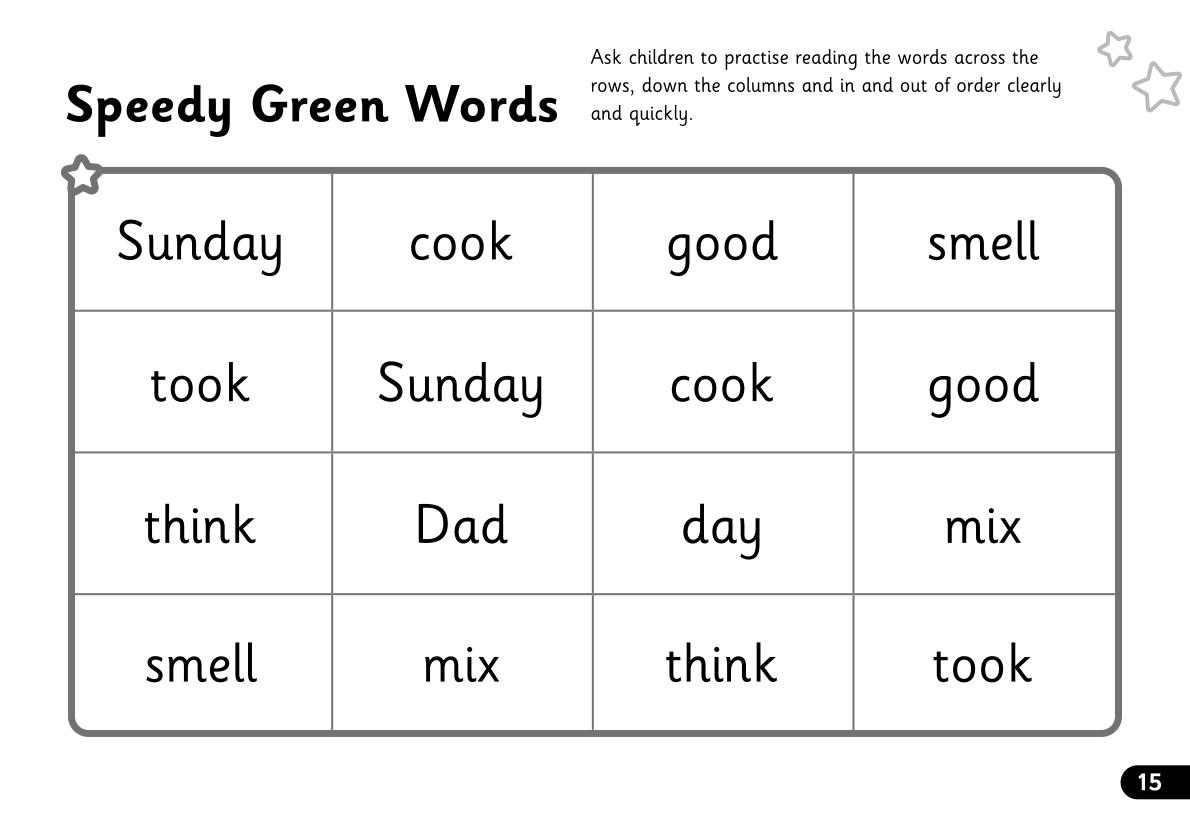 Speedy Green Words
Ask children to practise reading the words across the
rows, down the columns and in and out of order clearly
and quickly.
Sunday cook good smell
took Sunday cook good
think Dad day mix
smell mix think took
15